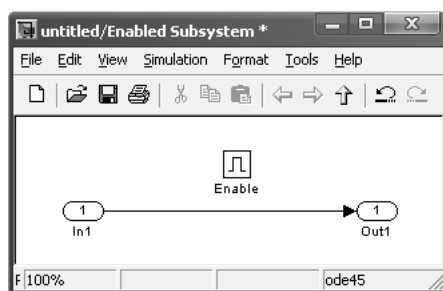 untitled/Enabled Subsystem *
File Edit View Simulation Format Tools Help
Enable
1
1
In1
Out1
F 100%
ode45